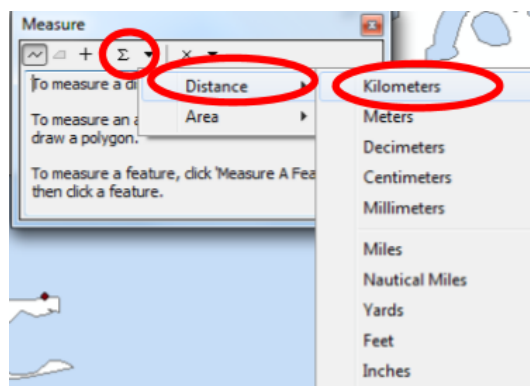 Measure
Σ
To measure a di
To measure an a
draw a polygon.
To measure a feature, click 'Measure A Fea
then click a feature.
Distance
Area
Kilometers
Meters
Decimeters
Centimeters
Millimeters
Miles
Nautical Miles
Yards
Feet
Inches